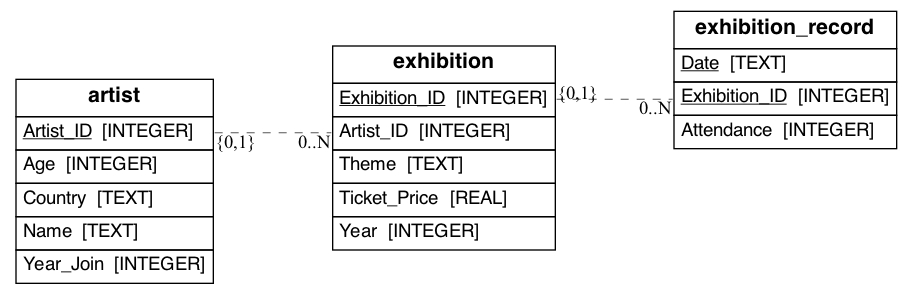 artist
Artist_ID [INTEGER]
Age [INTEGER]
Country [TEXT]
Name [TEXT]
Year_Join [INTEGER]
{0,1}
0..N
exhibition
Exhibition_ID [INTEGER]
Artist_ID [INTEGER]
Theme [TEXT]
Ticket_Price [REAL]
Year [INTEGER]
{0,1}
0..N
exhibition_record
Date [TEXT]
Exhibition_ID [INTEGER]
Attendance [INTEGER]